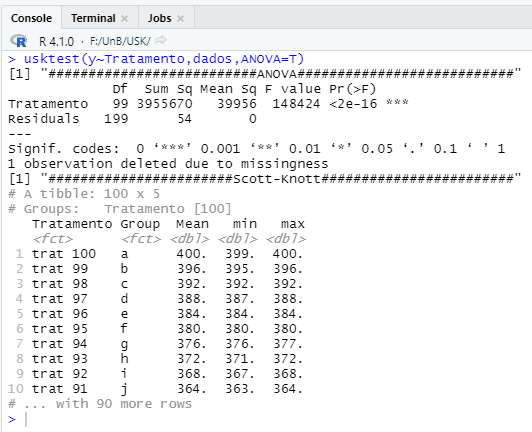 Console Terminal × Jobs ×
R 4.1.0 · F:/UnB/USK/
> usktest(y~Tratamento,dados,ANOVA=T)
[1] "##########################ANOVA##########################"
Df Sum Sq Mean Sq F value Pr(>F)
Tratamento 99 3955670 39956 148424 <2e-16 ***
Residuals 199 54 0
---
Signif. codes: 0 ‘***’ 0.001 ‘**’ 0.01 ‘*’ 0.05 ‘.’ 0.1 ‘ ’ 1
1 observation deleted due to missingness
[1] "#######################Scott-Knott########################"
# A tibble: 100 x 5
# Groups: Tratamento [100]
Tratamento Group Mean min max
<fct> <fct> <dbl> <dbl> <dbl>
1 trat 100 a 400. 399. 400.
2 trat 99 b 396. 395. 396.
3 trat 98 c 392. 392. 392.
4 trat 97 d 388. 387. 388.
5 trat 96 e 384. 384. 384.
6 trat 95 f 380. 380. 380.
7 trat 94 g 376. 376. 377.
8 trat 93 h 372. 371. 372.
9 trat 92 i 368. 367. 368.
10 trat 91 j 364. 363. 364.
# ... with 90 more rows
>